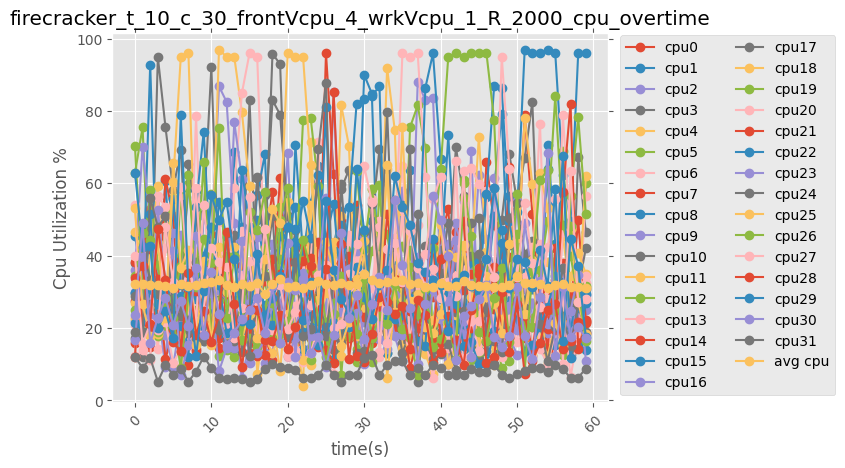 firecracker_t_10_c_30_frontVcpu_4_wrkVcpu_1_R_2000_cpu_overtime
100
80
60
40
20
0
Cpu Utilization %
0
10
20
30
40
50
60
time(s)
cpu0
cpu1
cpu2
cpu3
cpu4
cpu5
cpu6
cpu7
cpu8
cpu9
cpu10
cpu11
cpu12
cpu13
cpu14
cpu15
cpu16
cpu17
cpu18
cpu19
cpu20
cpu21
cpu22
cpu23
cpu24
cpu25
cpu26
cpu27
cpu28
cpu29
cpu30
cpu31
avg cpu